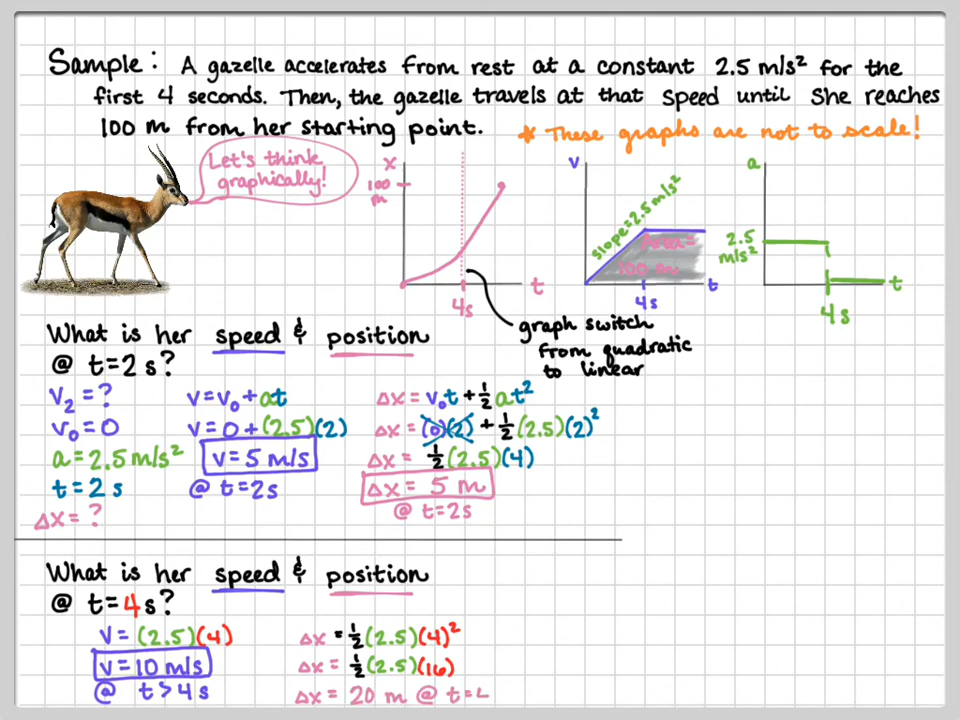 Sample: A gazelle accelerates from rest at a constant 2.5 m/s² for the
first 4 seconds. Then, the gazelle travels at that speed until she reaches
100 m from her starting point.
* These graphs are not to scale!
Let's think
graphically!
x
100
m
4s
t
v
slope=2.5 m/s²
Area=
100 m
4s
t
a
2.5
m/s²
4s
t
graph switch
from quadratic
to linear
What is her speed & position
@ t=2s?
V₂ = ?
V₀ = 0
a = 2.5 m/s²
t = 2 s
Δx = ?
V = V₀ + at
V = 0 + (2.5)(2)
V = 5 m/s
@ t=2s
Δx = V₀t + ½at²
Δx = (0)(2) + ½(2.5)(2)²
Δx = ½(2.5)(4)
Δx = 5 m
@ t=2s
What is her speed & position
@ t=4s?
V = (2.5)(4)
V = 10 m/s
@ t>4s
Δx = ½(2.5)(4)²
Δx = ½(2.5)(16)
Δx = 20 m @ t=